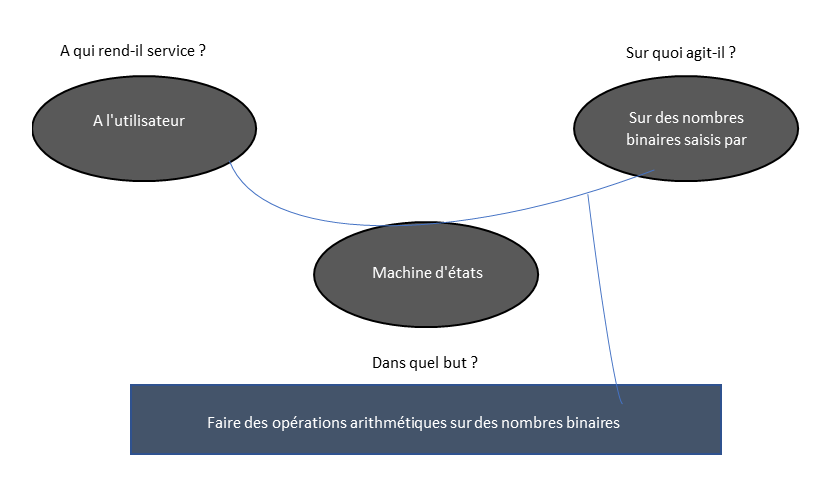 A qui rend-il service ?
Sur quoi agit-il ?
A l'utilisateur
Sur des nombres
binaires saisis par
Machine d'états
Dans quel but ?
Faire des opérations arithmétiques sur des nombres binaires